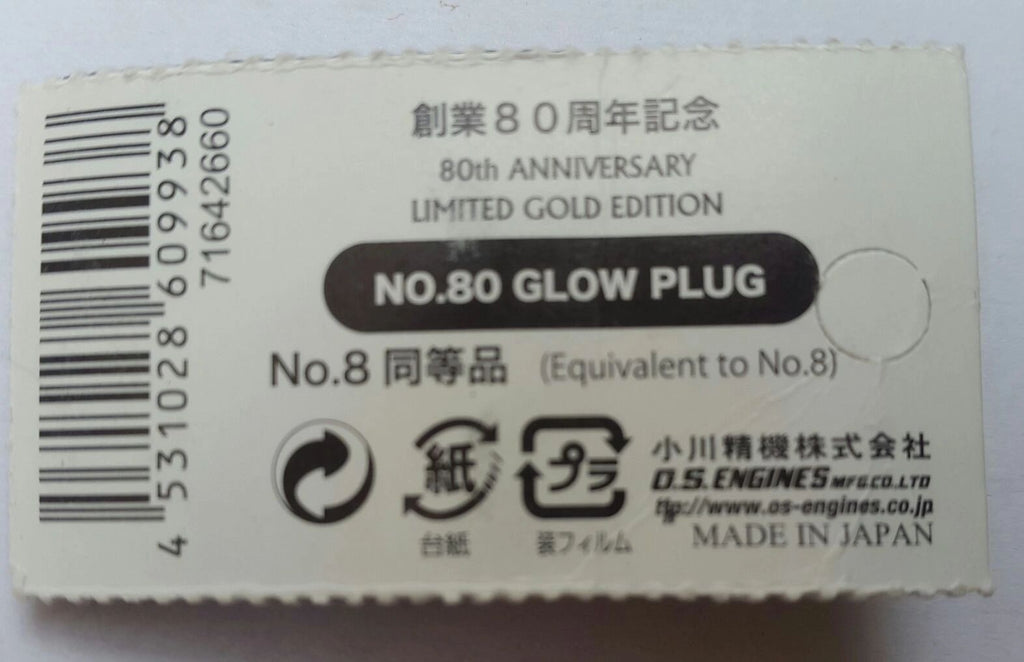 創業８０周年記念
80th ANNIVERSARY
LIMITED GOLD EDITION
NO.80 GLOW PLUG
No.8 同等品 (Equivalent to No.8)
4 531028 609938
71642660
紙
台紙
プラ
装フィルム
小川精機株式会社
O.S.ENGINES MFG.CO.LTD
ttp://www.os-engines.co.jp
MADE IN JAPAN